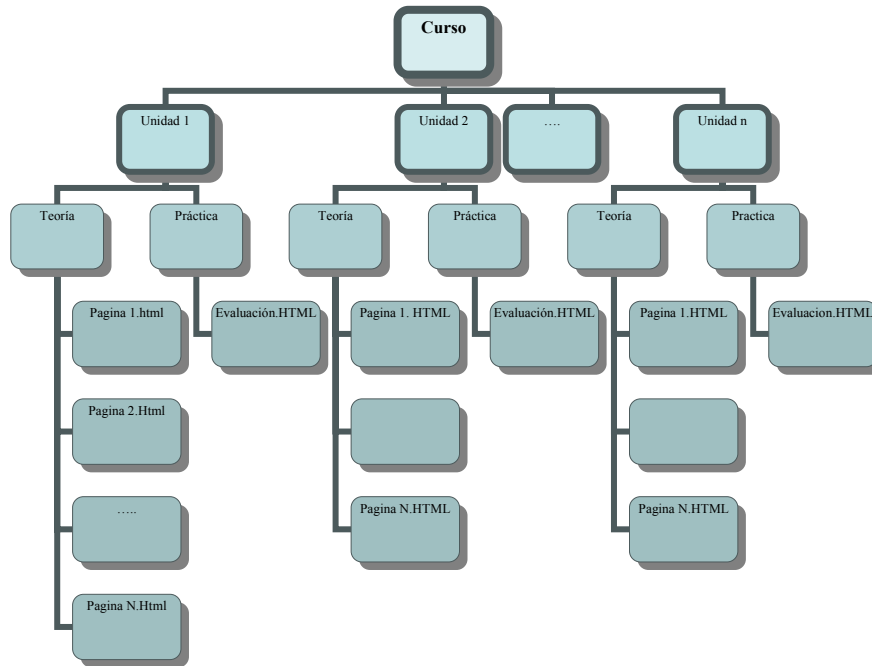 Curso
Unidad 1
Unidad 2
....
Unidad n
Teoría
Práctica
Teoría
Práctica
Teoría
Practica
Pagina 1.html
Evaluación.HTML
Pagina 1. HTML
Evaluación.HTML
Pagina 1.HTML
Evaluacion.HTML
Pagina 2.Html
.....
Pagina N.HTML
Pagina N.HTML
Pagina N.Html